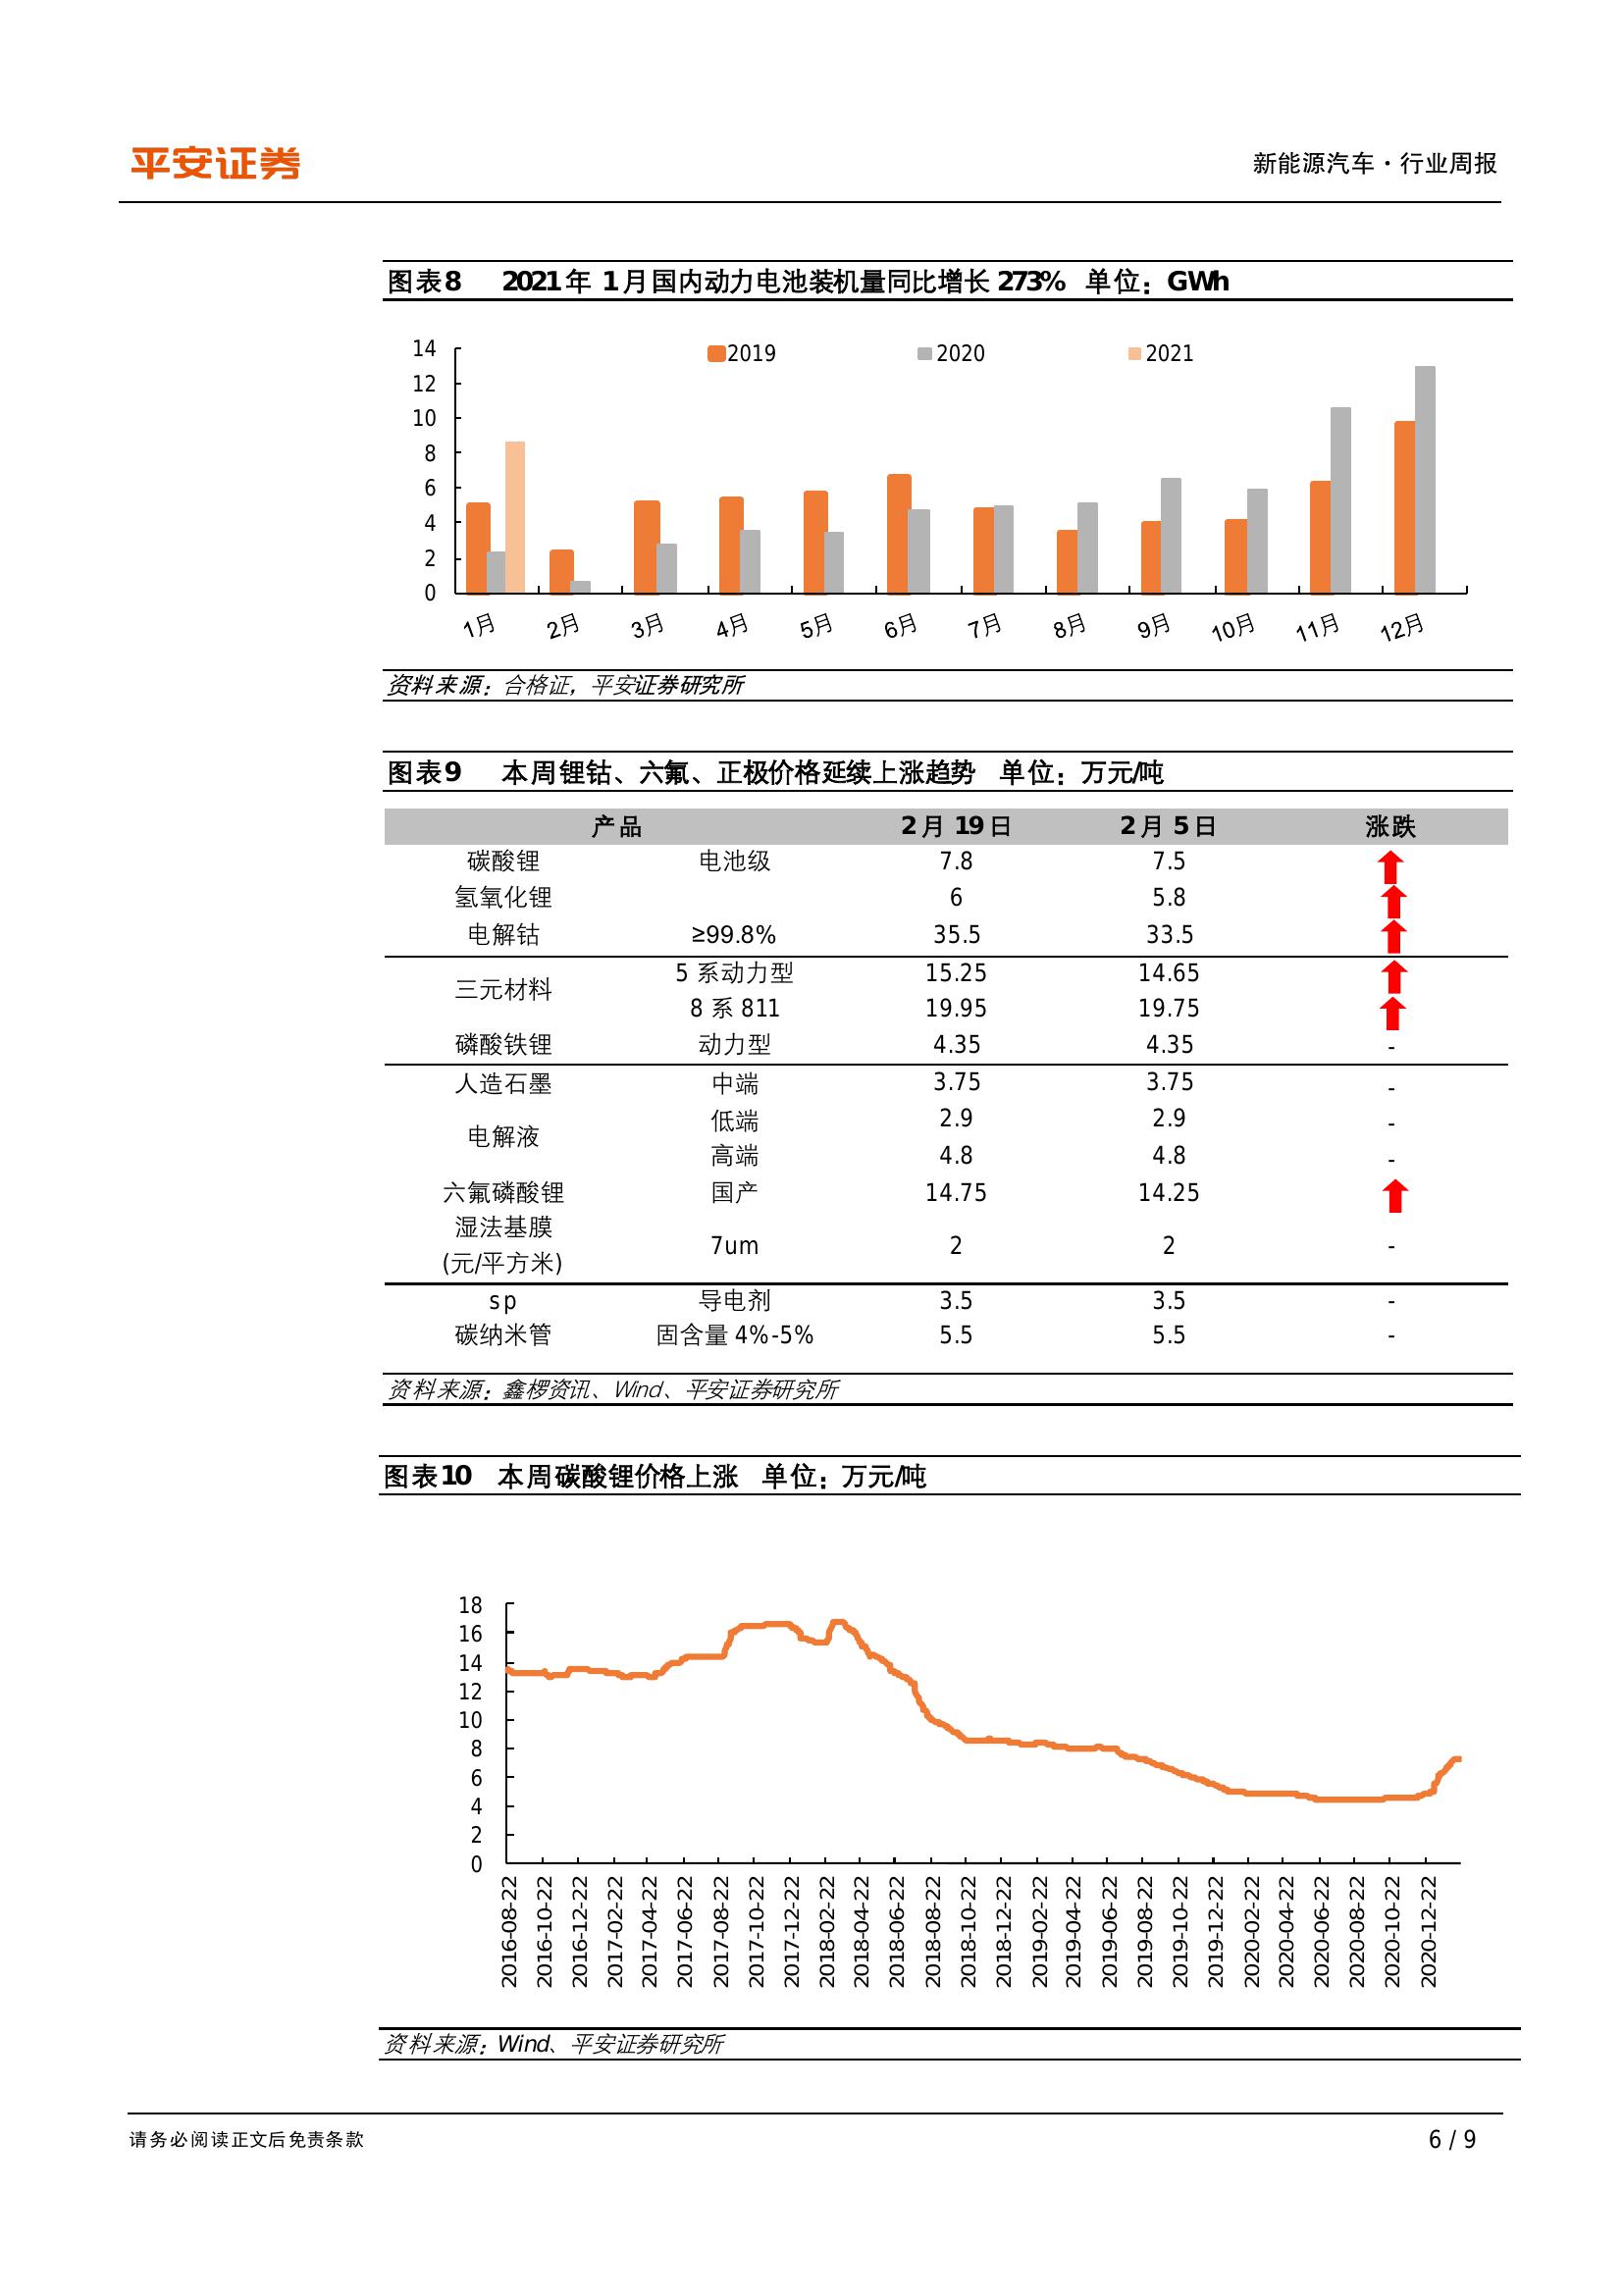 平安证券
新能源汽车·行业周报
图表8 2021年 1月国内动力电池装机量同比增长 273% 单位：GWh
2019 2020 2021
14
12
10
8
6
4
2
0
1月 2月 3月 4月 5月 6月 7月 8月 9月 10月 11月 12月
资料来源：合格证，平安证券研究所
图表9 本周锂钴、六氟、正极价格延续上涨趋势 单位：万元/吨
产品 2月 19日 2月 5日 涨跌
碳酸锂 电池级 7.8 7.5
氢氧化锂 6 5.8
电解钴 ≥99.8% 35.5 33.5
三元材料 5 系动力型 15.25 14.65
8 系 811 19.95 19.75
磷酸铁锂 动力型 4.35 4.35 -
人造石墨 中端 3.75 3.75 -
电解液 低端 2.9 2.9 -
高端 4.8 4.8 -
六氟磷酸锂 国产 14.75 14.25
湿法基膜
(元/平方米) 7um 2 2 -
sp 导电剂 3.5 3.5 -
碳纳米管 固含量 4%-5% 5.5 5.5 -
资料来源：鑫椤资讯、Wind、平安证券研究所
图表10 本周碳酸锂价格上涨 单位：万元/吨
18
16
14
12
10
8
6
4
2
0
2016-08-22
2016-10-22
2016-12-22
2017-02-22
2017-04-22
2017-06-22
2017-08-22
2017-10-22
2017-12-22
2018-02-22
2018-04-22
2018-06-22
2018-08-22
2018-10-22
2018-12-22
2019-02-22
2019-04-22
2019-06-22
2019-08-22
2019-10-22
2019-12-22
2020-02-22
2020-04-22
2020-06-22
2020-08-22
2020-10-22
2020-12-22
资料来源：Wind、平安证券研究所
请务必阅读正文后免责条款
6 / 9